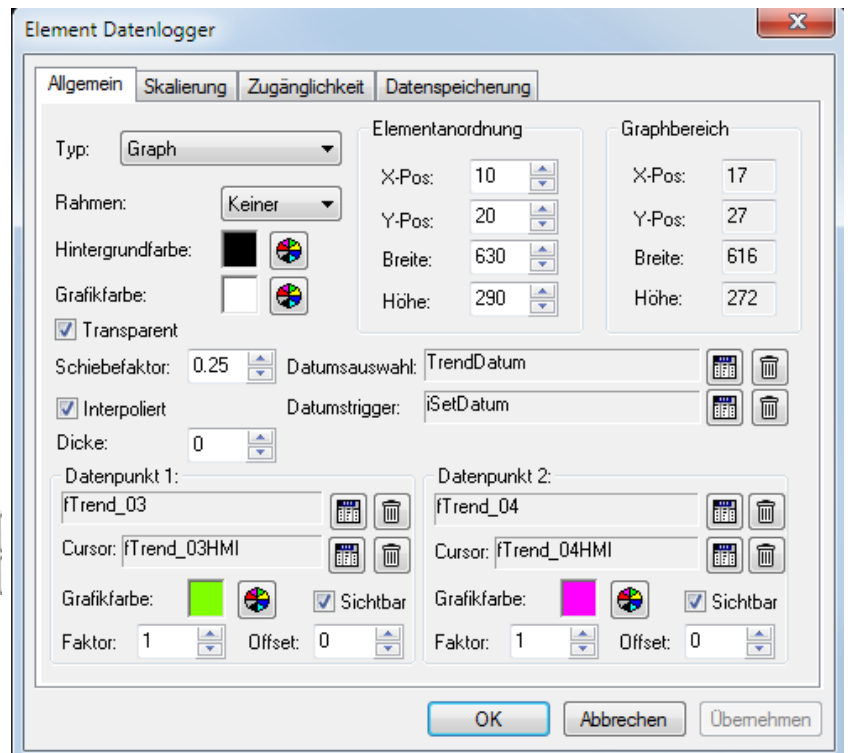 Element Datenlogger
Allgemein Skalierung Zugänglichkeit Datenspeicherung
Typ: Graph
Rahmen: Keiner
Hintergrundfarbe:
Grafikfarbe:
Transparent
Elementanordnung
X-Pos: 10
Y-Pos: 20
Breite: 630
Höhe: 290
Graphbereich
X-Pos: 17
Y-Pos: 27
Breite: 616
Höhe: 272
Schiebefaktor: 0.25 Datumsauswahl: TrendDatum
Interpoliert Datumstrigger: iSetDatum
Dicke: 0
Datenpunkt 1:
fTrend_03
Cursor: fTrend_03HMI
Grafikfarbe: Sichtbar
Faktor: 1 Offset: 0
Datenpunkt 2:
fTrend_04
Cursor: fTrend_04HMI
Grafikfarbe: Sichtbar
Faktor: 1 Offset: 0
OK Abbrechen Übernehmen